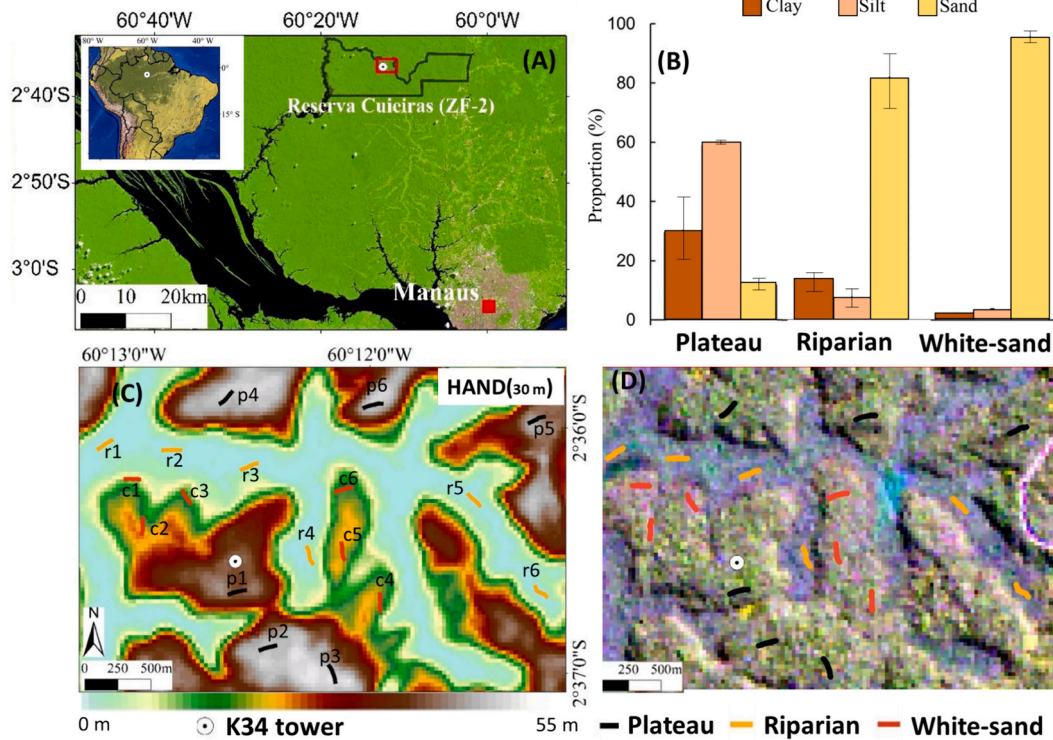 60°40'W 60°20'W 60°0'W
80° W 60° W 40° W
0°
15° S
(A)
Reserva Cuieiras (ZF-2)
2°40'S
2°50'S
3°0'S
Manaus
0 10 20km
Clay Silt Sand
(B)
Proportion (%)
100
80
60
40
20
0
Plateau Riparian White-sand
60°13'0"W 60°12'0"W
(C)
HAND(30 m)
p4 p6 p5
2°36'0"S
r1 r2 r3 r5
c1 c3 c6
c2 r4 c5
p1 c4 r6
p2 p3
N
0 250 500m
2°37'0"S
0 m 55 m
K34 tower
(D)
0 250 500m
Plateau Riparian White-sand